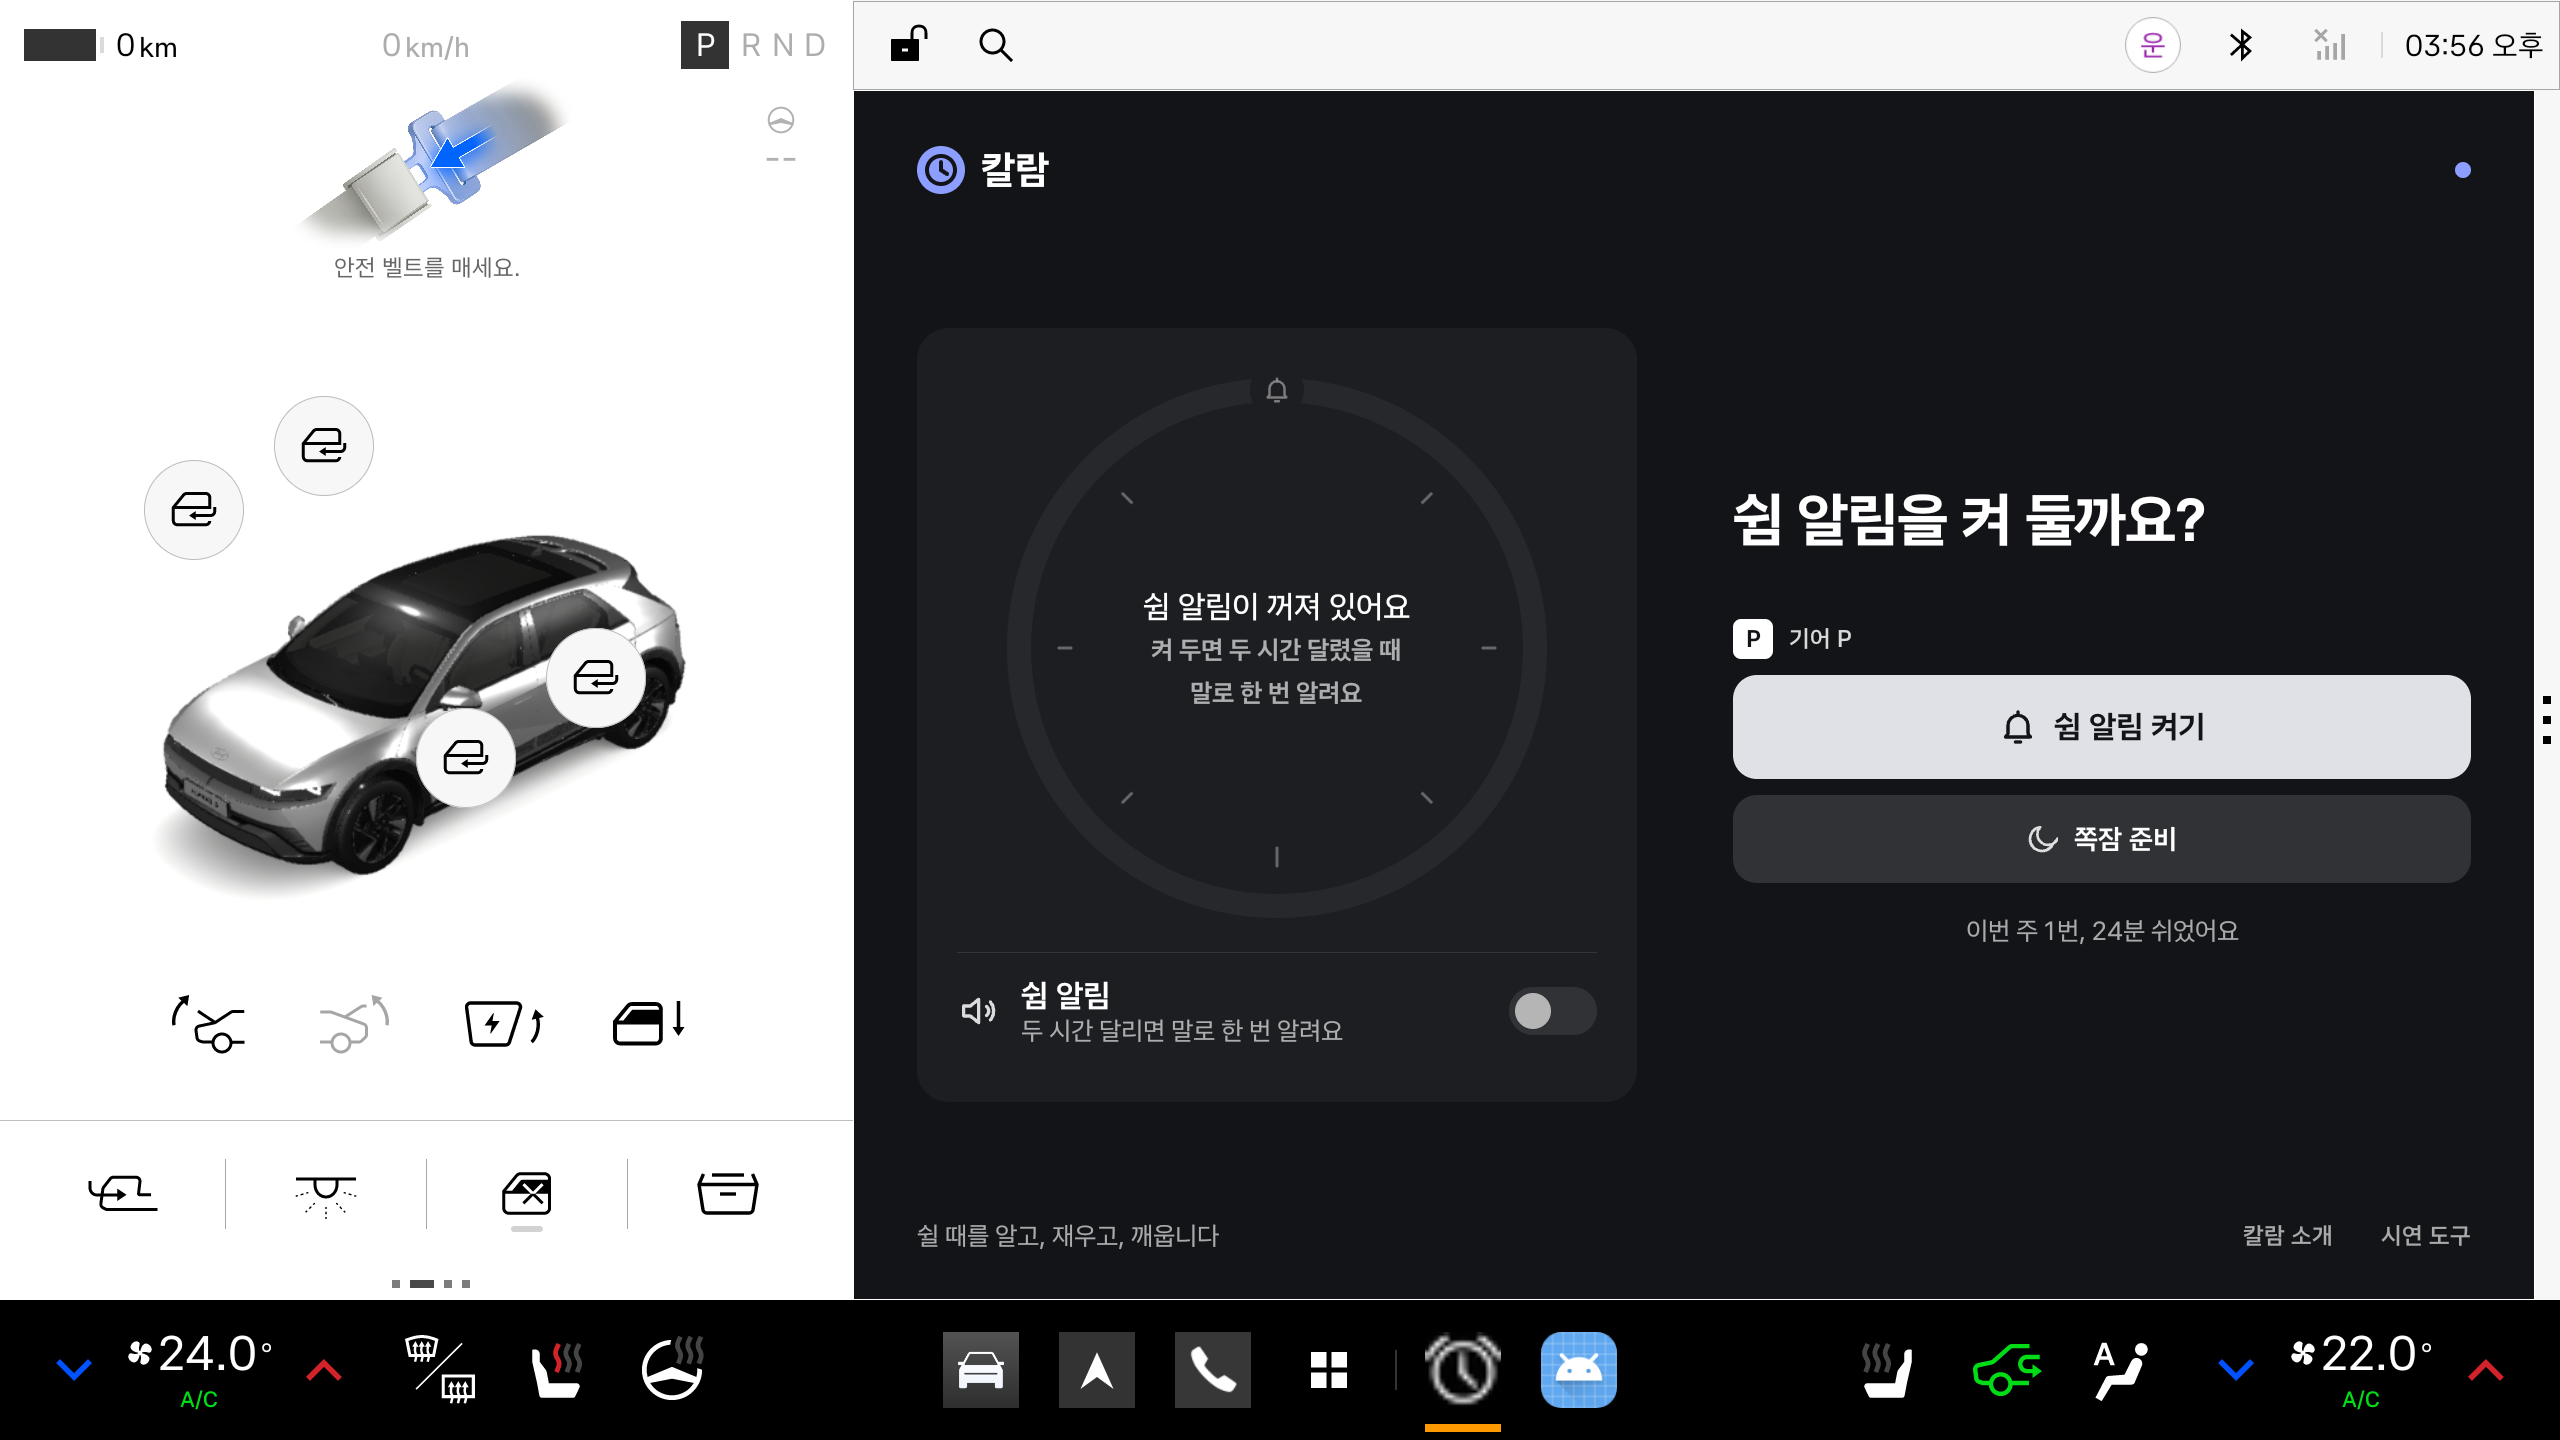 0 km
0 km/h
P R N D
안전 벨트를 매세요.
운
03:56 오후
칼람
쉼 알림이 꺼져 있어요
켜 두면 두 시간 달렸을 때
말로 한 번 알려요
쉼 알림
두 시간 달리면 말로 한 번 알려요
쉼 알림을 켜 둘까요?
P 기어 P
쉼 알림 켜기
쪽잠 준비
이번 주 1번, 24분 쉬었어요
쉴 때를 알고, 재우고, 깨웁니다
칼람 소개
시연 도구
24.0°
A/C
A
22.0°
A/C